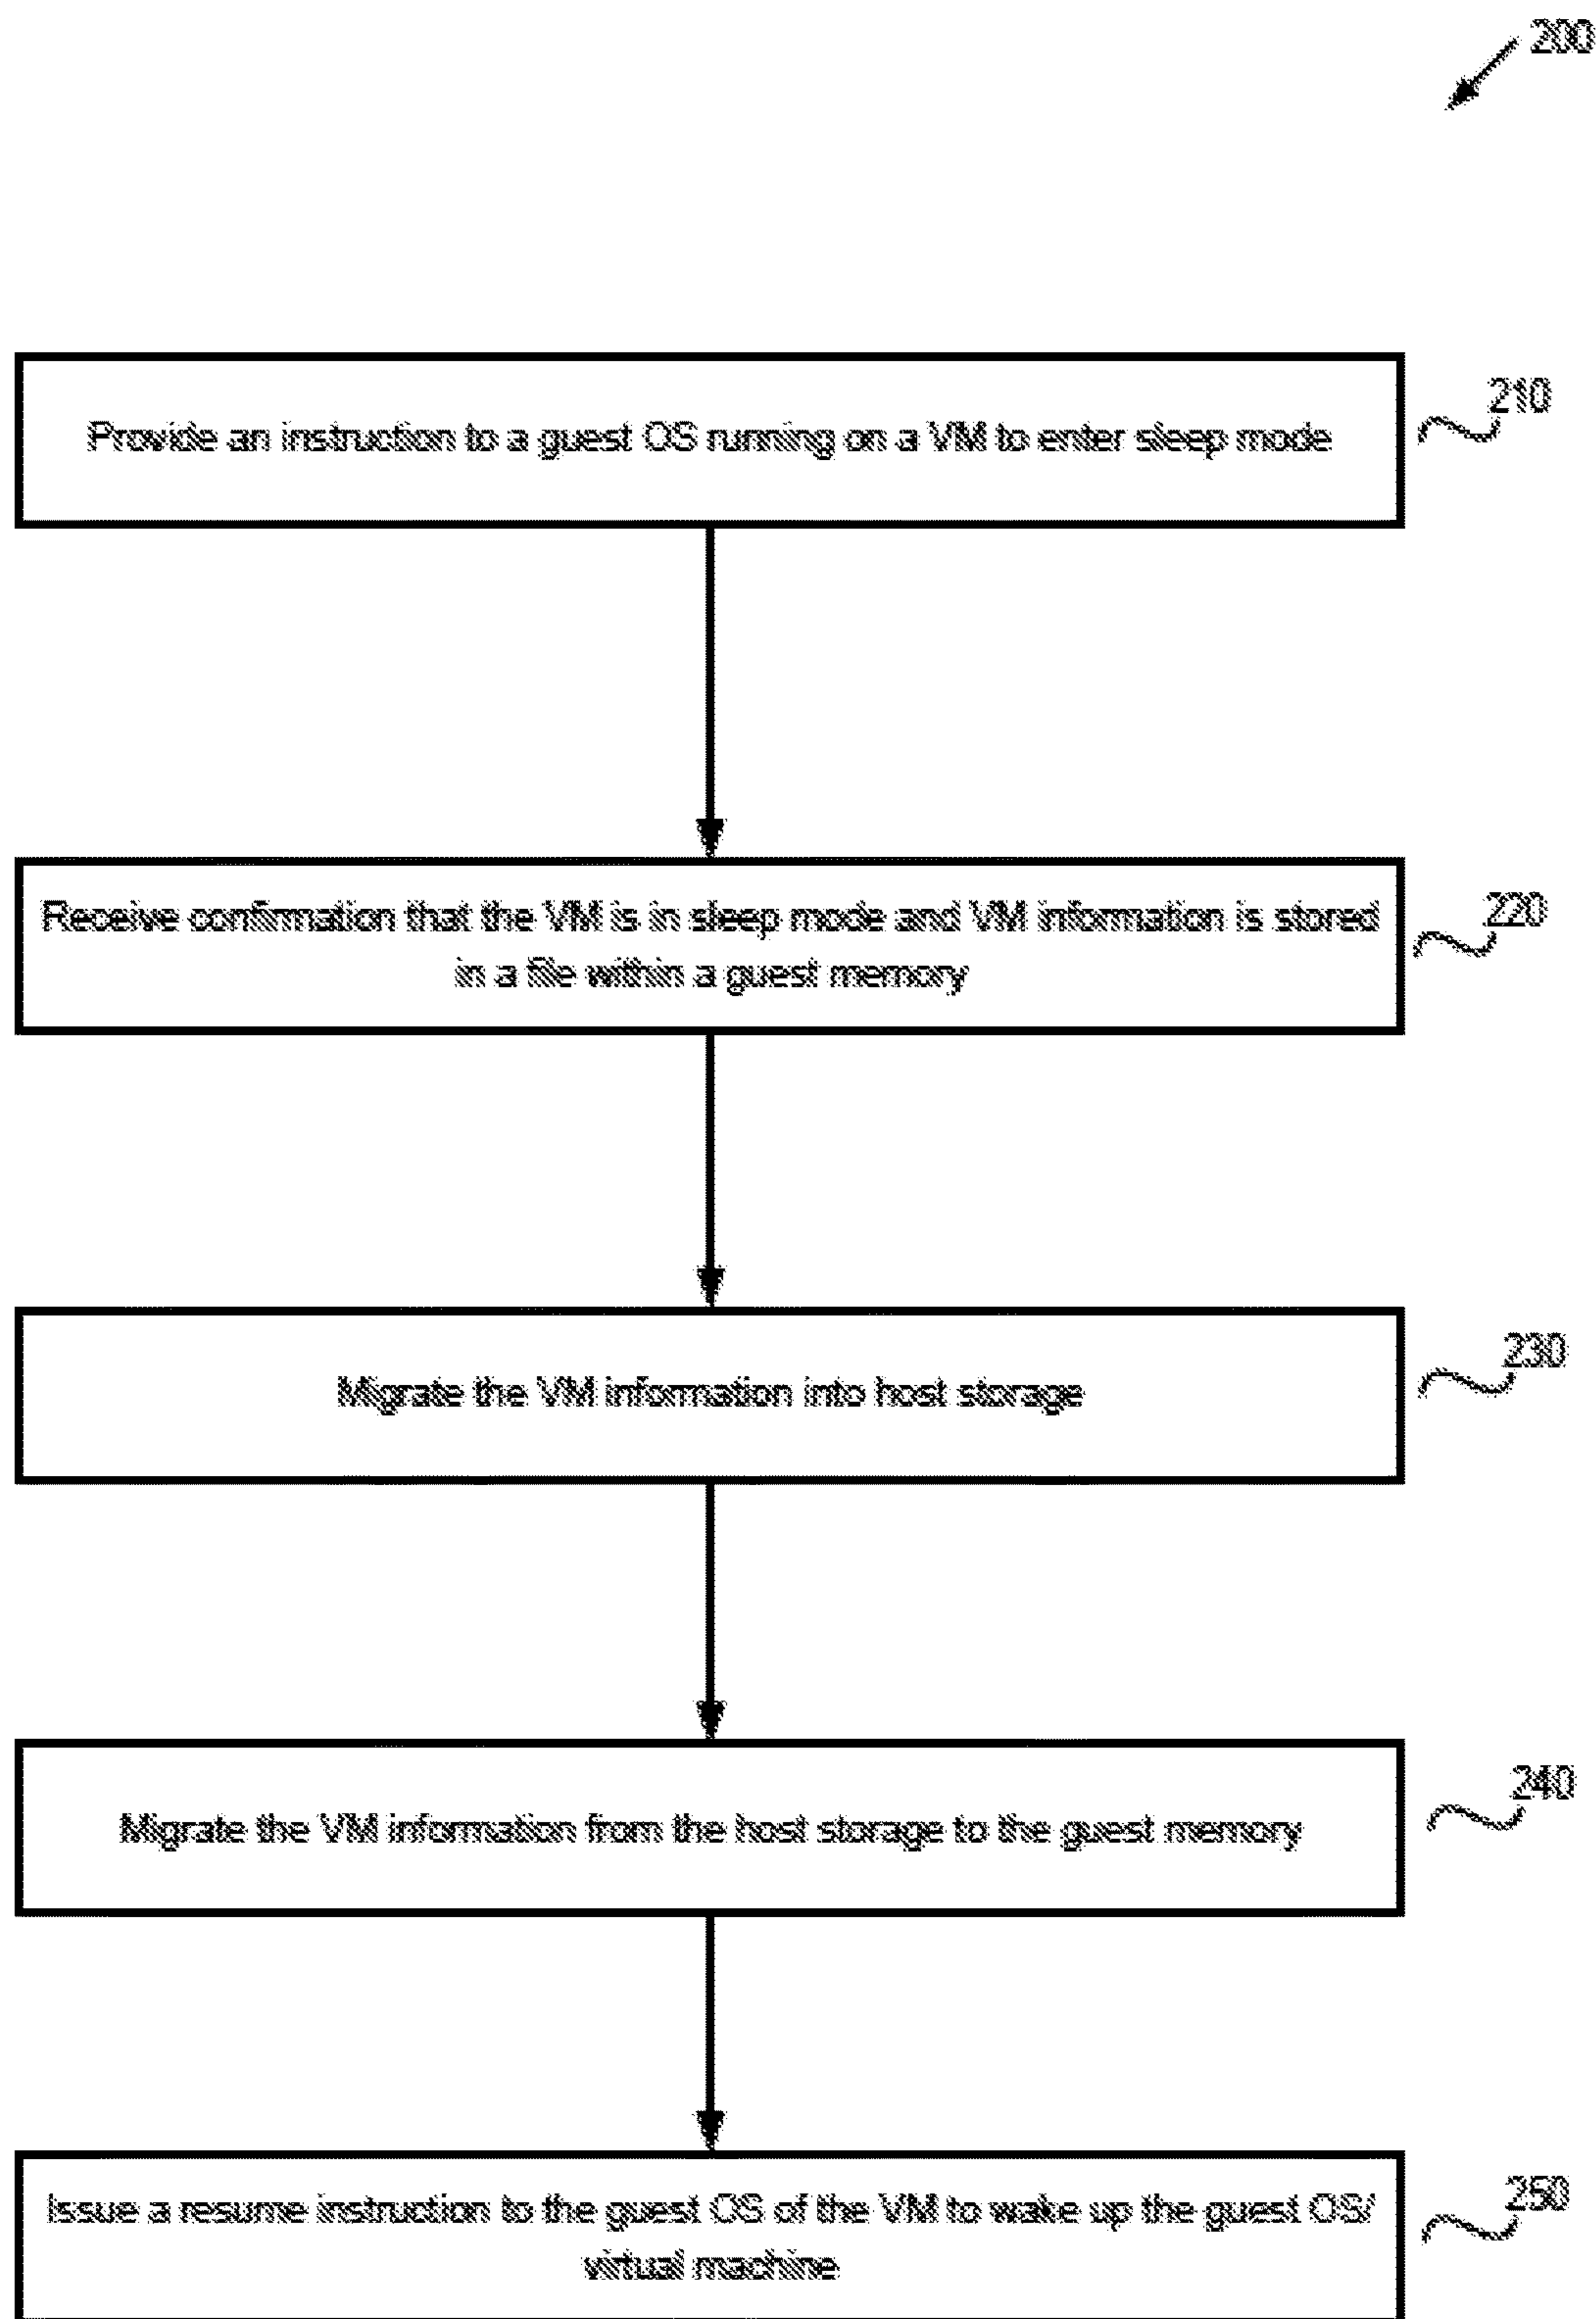 200
Provide an instruction to a guest OS running on a VM to enter sleep mode
210
Receive confirmation that the VM is in sleep mode and VM information is stored
in a file within a guest memory
220
Migrate the VM information into host storage
230
Migrate the VM information from the host storage to the guest memory
240
Issue a resume instruction to the guest OS of the VM to wake up the guest OS/
virtual machine
250